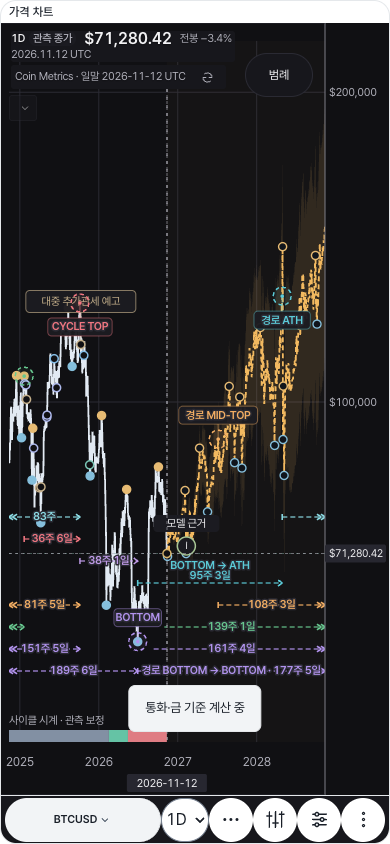 가격 차트
1D 관측 종가 $71,280.42 전봉 −3.4%
2026.11.12 UTC
Coin Metrics · 일말 2026-11-12 UTC
범례
$200,000
대중 추가관세 예고
CYCLE TOP
경로 ATH
$100,000
경로 MID-TOP
83주
모델 근거
36주 6일
38주 1일
$71,280.42
BOTTOM → ATH
95주 3일
81주 5일
108주 3일
BOTTOM
139주 1일
151주 5일
161주 4일
189주 6일
경로 BOTTOM → BOTTOM · 177주 5일
통화·금 기준 계산 중
사이클 시계 · 관측 보정
2025 2026 2027 2028
2026-11-12
BTCUSD
1D